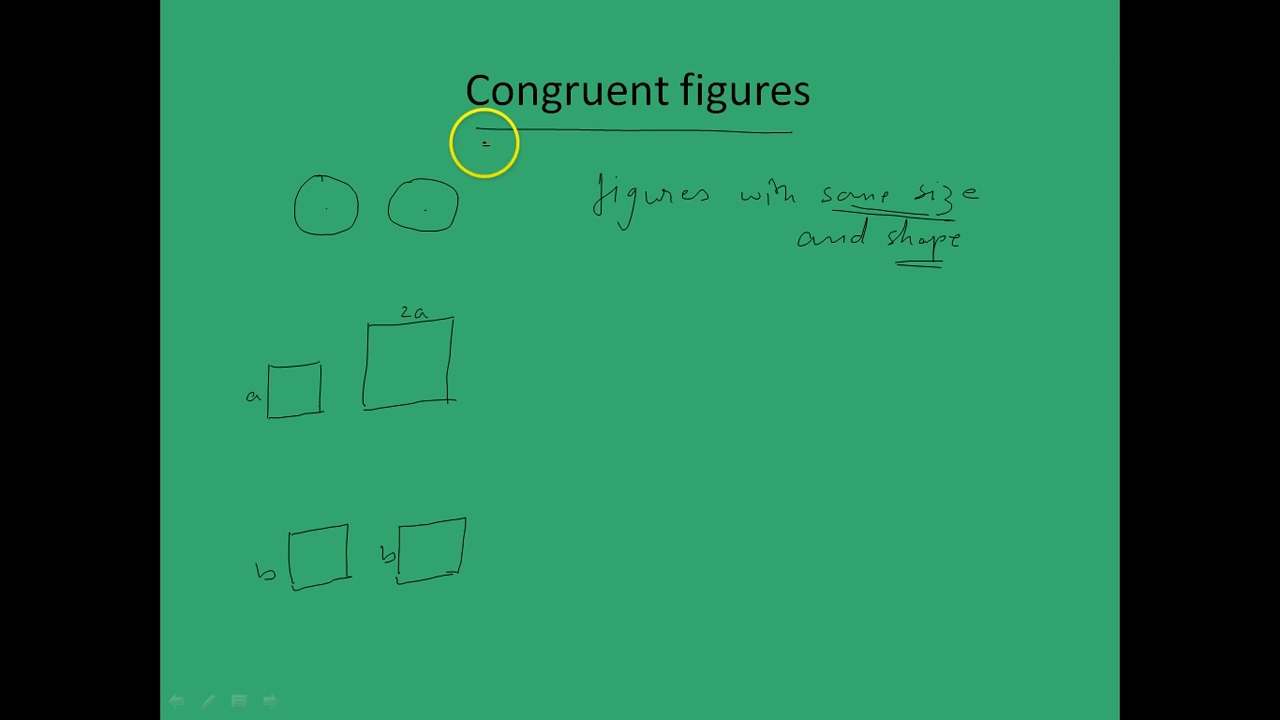 Congruent figures
figures with same size
and shape
2a
a
b
b